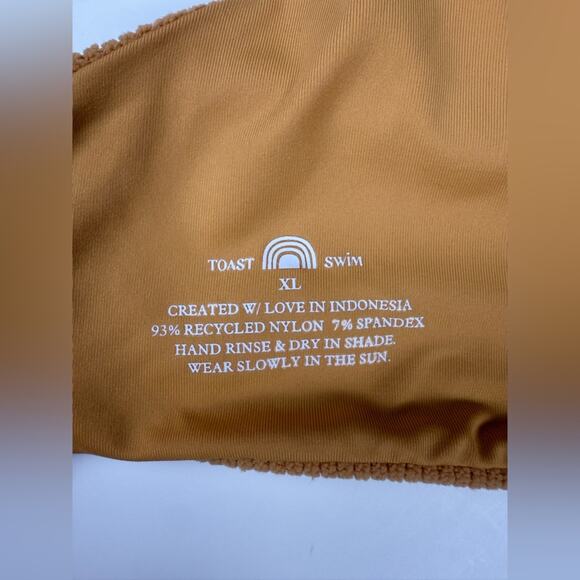 TOAST SWIM
XL
CREATED W/ LOVE IN INDONESIA
93% RECYCLED NYLON 7% SPANDEX
HAND RINSE & DRY IN SHADE.
WEAR SLOWLY IN THE SUN.